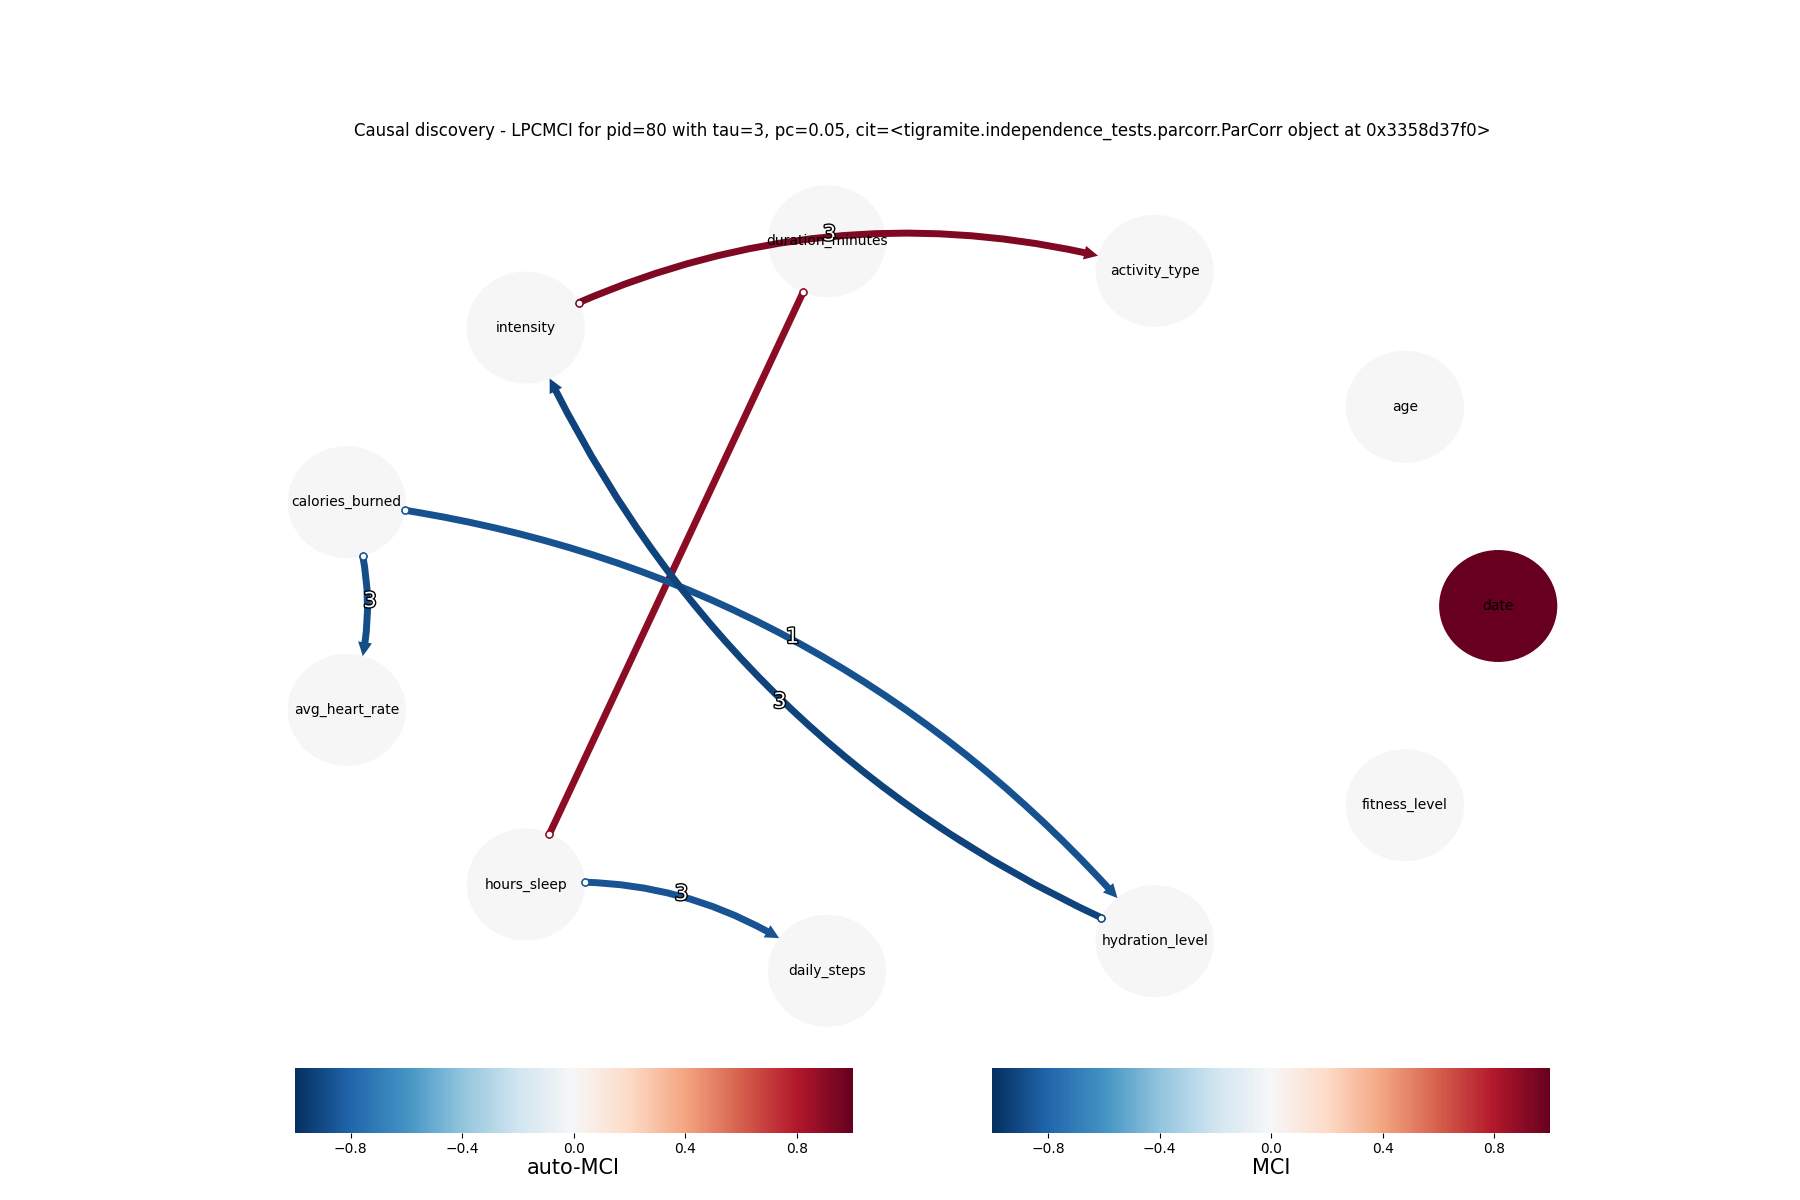 Causal discovery - LPCMCI for pid=80 with tau=3, pc=0.05, cit=<tigramite.independence_tests.parcorr.ParCorr object at 0x3358d37f0>
3
duration_minutes
activity_type
intensity
age
calories_burned
3
date
1
3
avg_heart_rate
fitness_level
hours_sleep
3
hydration_level
daily_steps
−0.8 −0.4 0.0 0.4 0.8
auto-MCI
−0.8 −0.4 0.0 0.4 0.8
MCI